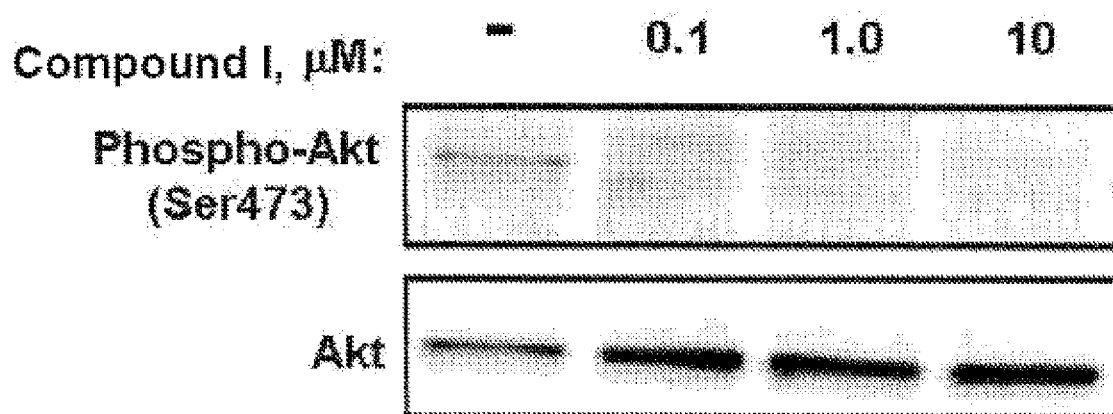 Compound I, μM: - 0.1 1.0 10
Phospho-Akt
(Ser473)
Akt